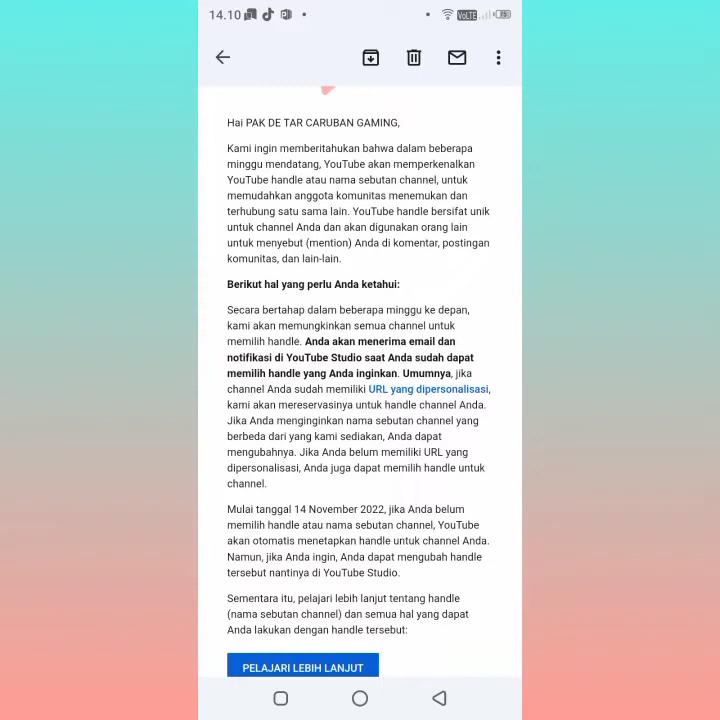 14.10
VoLTE
Hai PAK DE TAR CARUBAN GAMING,
Kami ingin memberitahukan bahwa dalam beberapa
minggu mendatang, YouTube akan memperkenalkan
YouTube handle atau nama sebutan channel, untuk
memudahkan anggota komunitas menemukan dan
terhubung satu sama lain. YouTube handle bersifat unik
untuk channel Anda dan akan digunakan orang lain
untuk menyebut (mention) Anda di komentar, postingan
komunitas, dan lain-lain.
Berikut hal yang perlu Anda ketahui:
Secara bertahap dalam beberapa minggu ke depan,
kami akan memungkinkan semua channel untuk
memilih handle. Anda akan menerima email dan
notifikasi di YouTube Studio saat Anda sudah dapat
memilih handle yang Anda inginkan. Umumnya, jika
channel Anda sudah memiliki URL yang dipersonalisasi,
kami akan mereservasinya untuk handle channel Anda.
Jika Anda menginginkan nama sebutan channel yang
berbeda dari yang kami sediakan, Anda dapat
mengubahnya. Jika Anda belum memiliki URL yang
dipersonalisasi, Anda juga dapat memilih handle untuk
channel.
Mulai tanggal 14 November 2022, jika Anda belum
memilih handle atau nama sebutan channel, YouTube
akan otomatis menetapkan handle untuk channel Anda.
Namun, jika Anda ingin, Anda dapat mengubah handle
tersebut nantinya di YouTube Studio.
Sementara itu, pelajari lebih lanjut tentang handle
(nama sebutan channel) dan semua hal yang dapat
Anda lakukan dengan handle tersebut:
PELAJARI LEBIH LANJUT